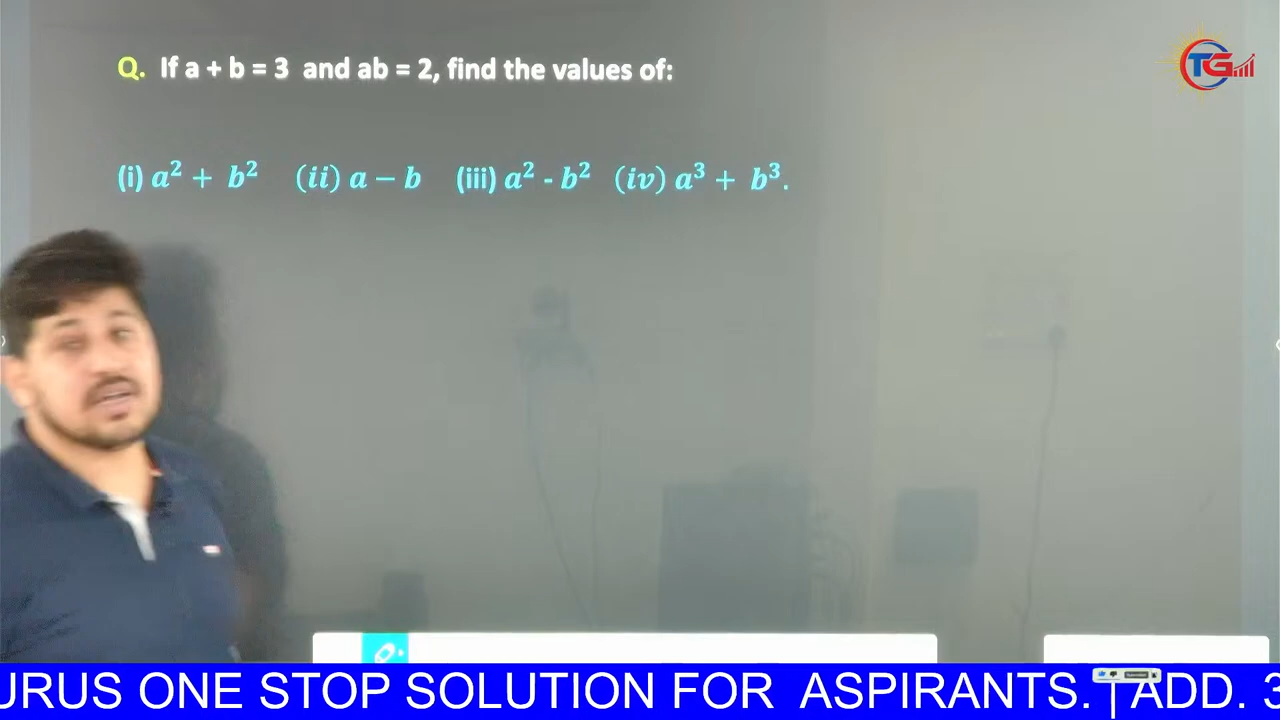 Q. If a + b = 3 and ab = 2, find the values of:
(i) a² + b² (ii) a − b (iii) a² - b² (iv) a³ + b³.
TG
URUS ONE STOP SOLUTION FOR ASPIRANTS. | ADD. 3